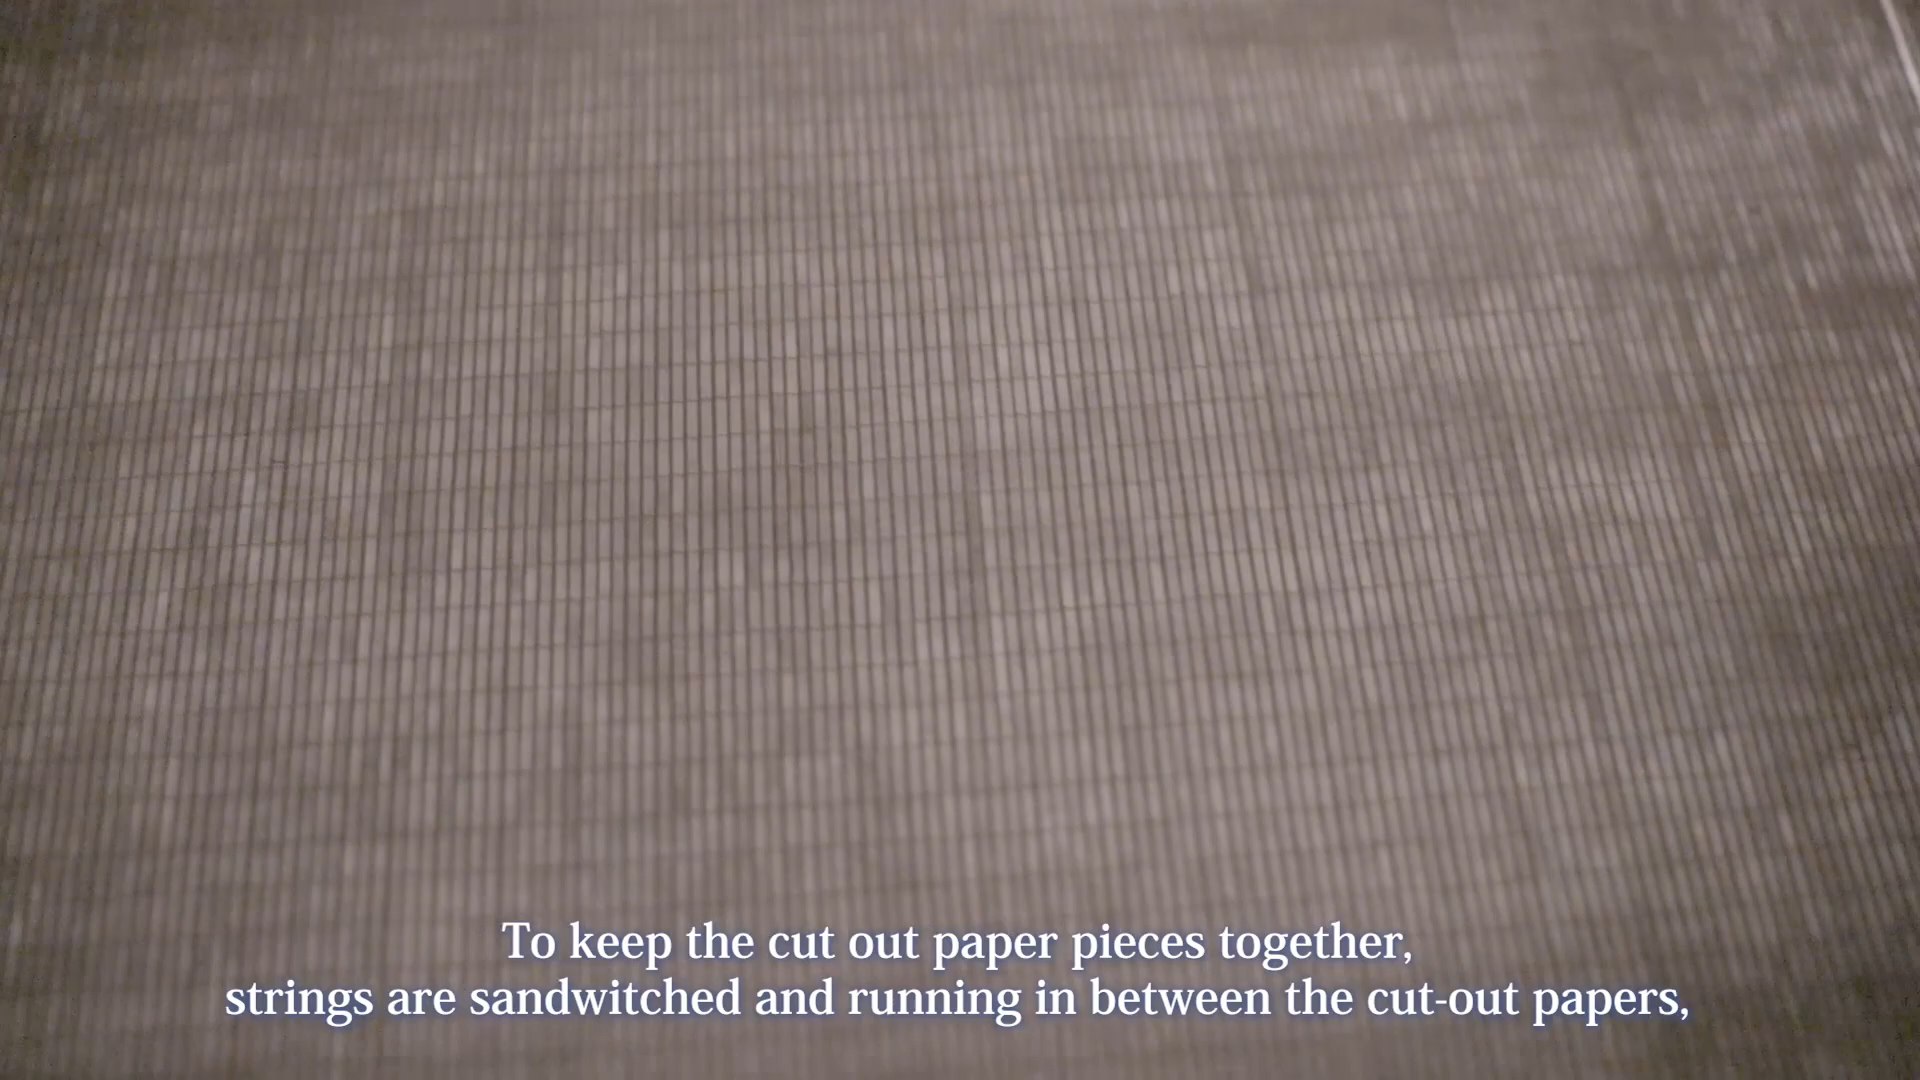 To keep the cut out paper pieces together,
strings are sandwitched and running in between the cut-out papers,